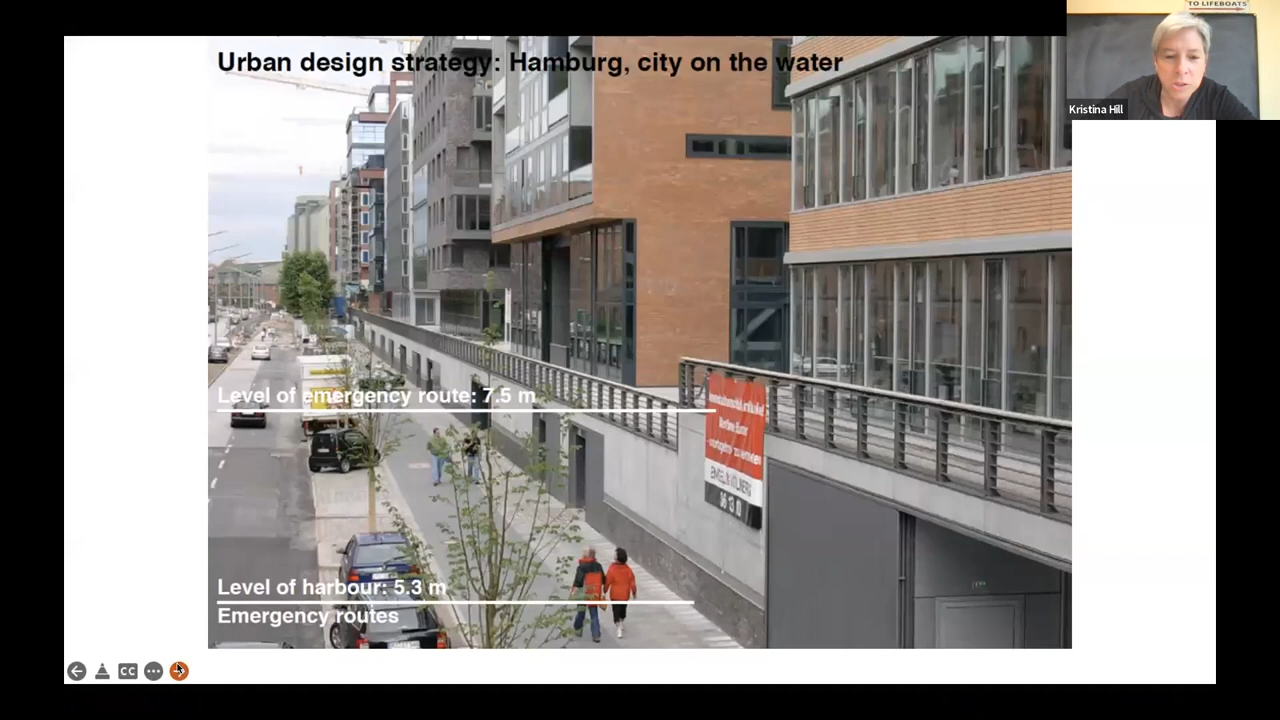 TO LIFEBOATS
Urban design strategy: Hamburg, city on the water
Kristina Hill
Level of emergency route: 7.5 m
Level of harbour: 5.3 m
Emergency routes
CC